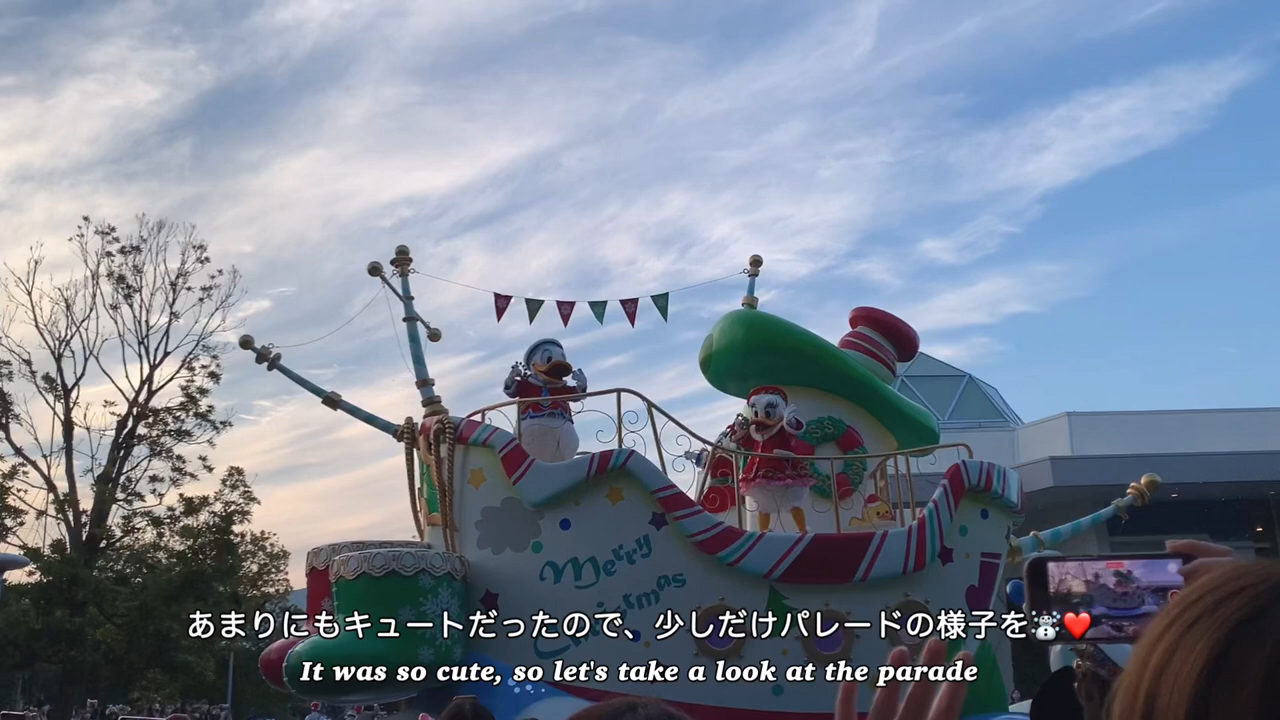 Merry
Christmas
あまりにもキュートだったので、少しだけパレードの様子を☃️❤️
It was so cute, so let's take a look at the parade